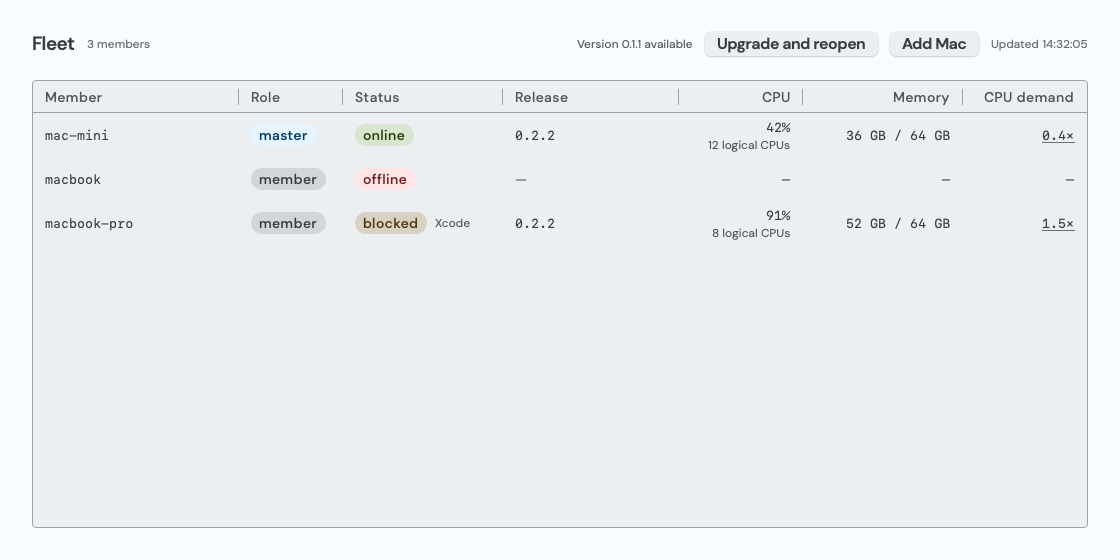 Fleet 3 members Version 0.1.1 available Upgrade and reopen Add Mac Updated 14:32:05
Member Role Status Release CPU Memory CPU demand
mac-mini master online 0.2.2 42% 36 GB / 64 GB 0.4×
12 logical CPUs
macbook member offline — — — —
macbook-pro member blocked Xcode 0.2.2 91% 52 GB / 64 GB 1.5×
8 logical CPUs